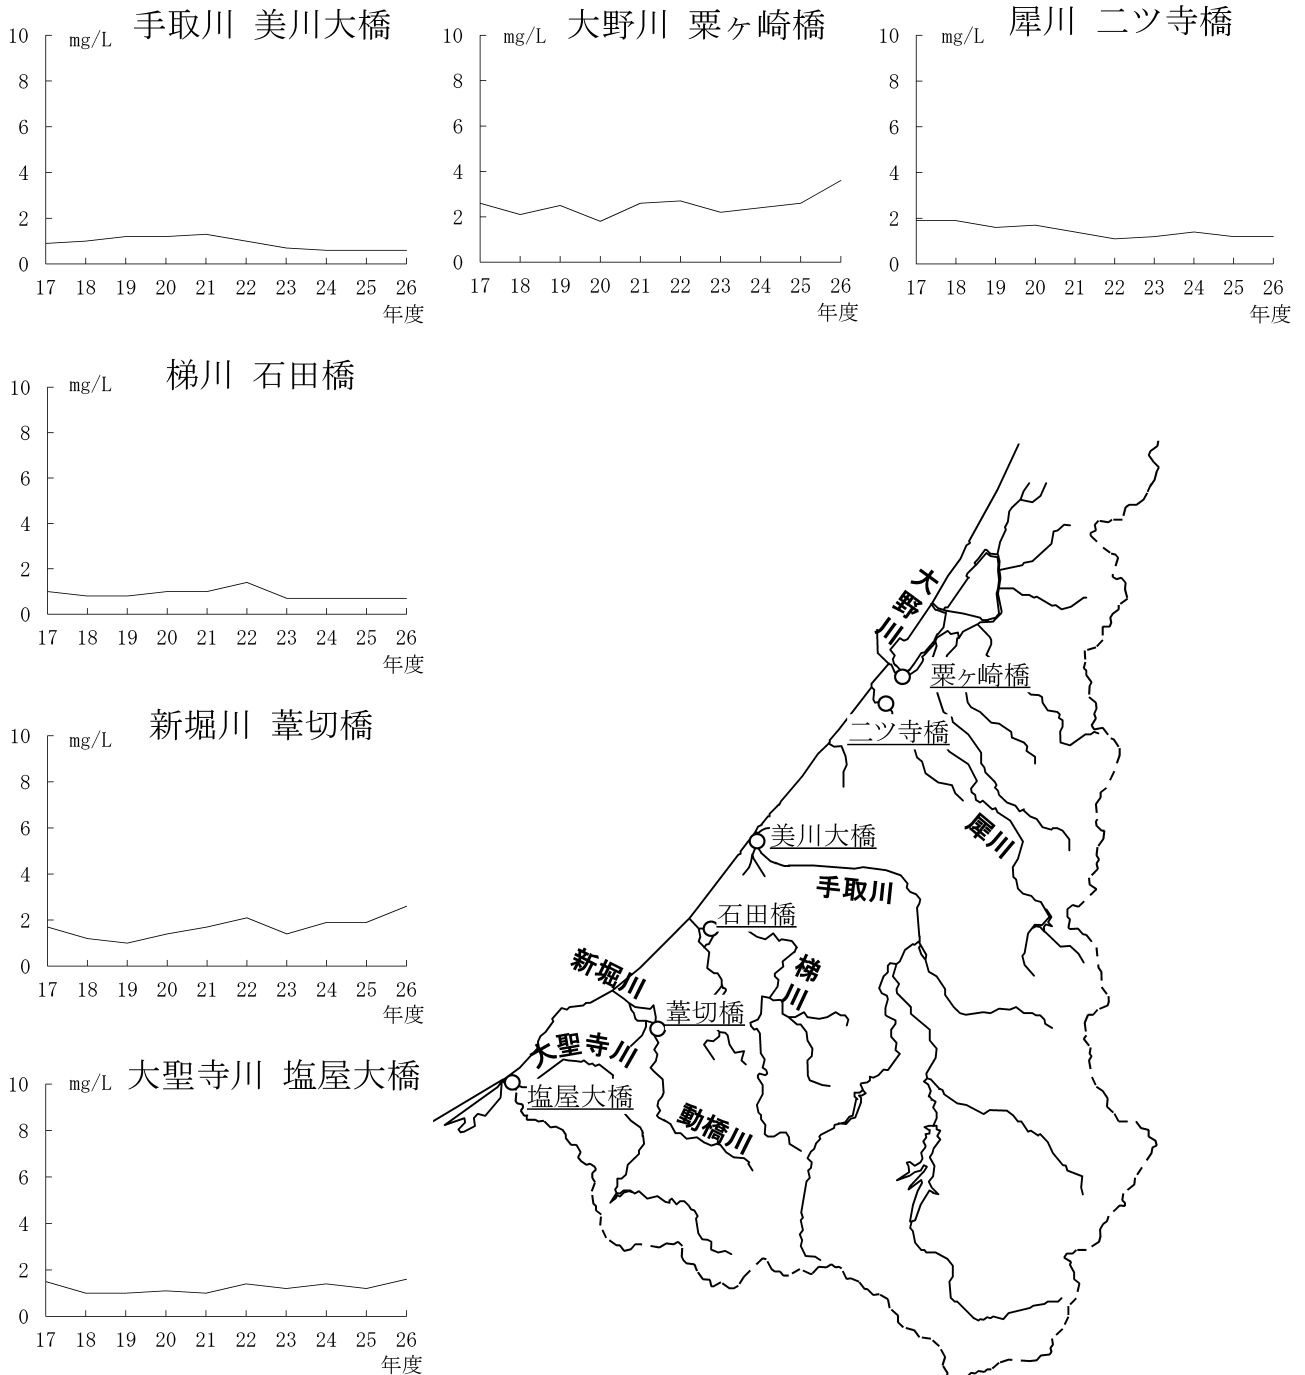 手取川 美川大橋
mg/L
10
8
6
4
2
0
17 18 19 20 21 22 23 24 25 26
年度
大野川 粟ヶ崎橋
mg/L
10
8
6
4
2
0
17 18 19 20 21 22 23 24 25 26
年度
犀川 二ツ寺橋
mg/L
10
8
6
4
2
0
17 18 19 20 21 22 23 24 25 26
年度
梯川 石田橋
mg/L
10
8
6
4
2
0
17 18 19 20 21 22 23 24 25 26
年度
新堀川 葦切橋
mg/L
10
8
6
4
2
0
17 18 19 20 21 22 23 24 25 26
年度
大聖寺川 塩屋大橋
mg/L
10
8
6
4
2
0
17 18 19 20 21 22 23 24 25 26
年度
大野川
粟ヶ崎橋
二ツ寺橋
犀川
美川大橋
手取川
石田橋
梯川
新堀川
葦切橋
大聖寺川
塩屋大橋
動橋川